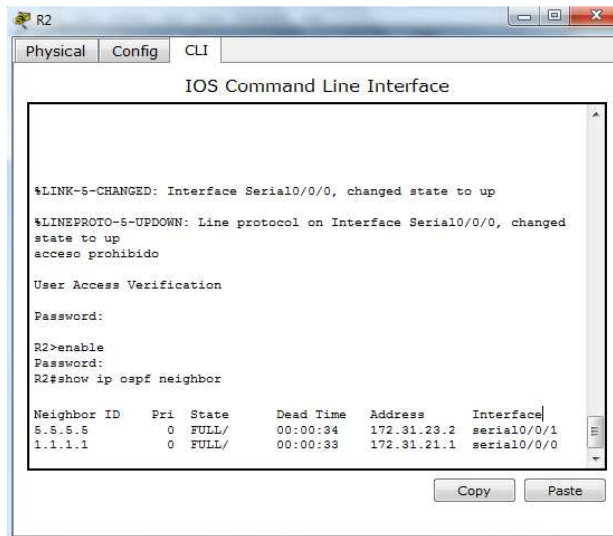 R2
Physical Config CLI
IOS Command Line Interface
%LINK-5-CHANGED: Interface Serial0/0/0, changed state to up
%LINEPROTO-5-UPDOWN: Line protocol on Interface Serial0/0/0, changed
state to up
acceso prohibido
User Access Verification
Password:
R2>enable
Password:
R2#show ip ospf neighbor
Neighbor ID Pri State Dead Time Address Interface
5.5.5.5 0 FULL/ 00:00:34 172.31.23.2 serial0/0/1
1.1.1.1 0 FULL/ 00:00:33 172.31.21.1 serial0/0/0
Copy Paste